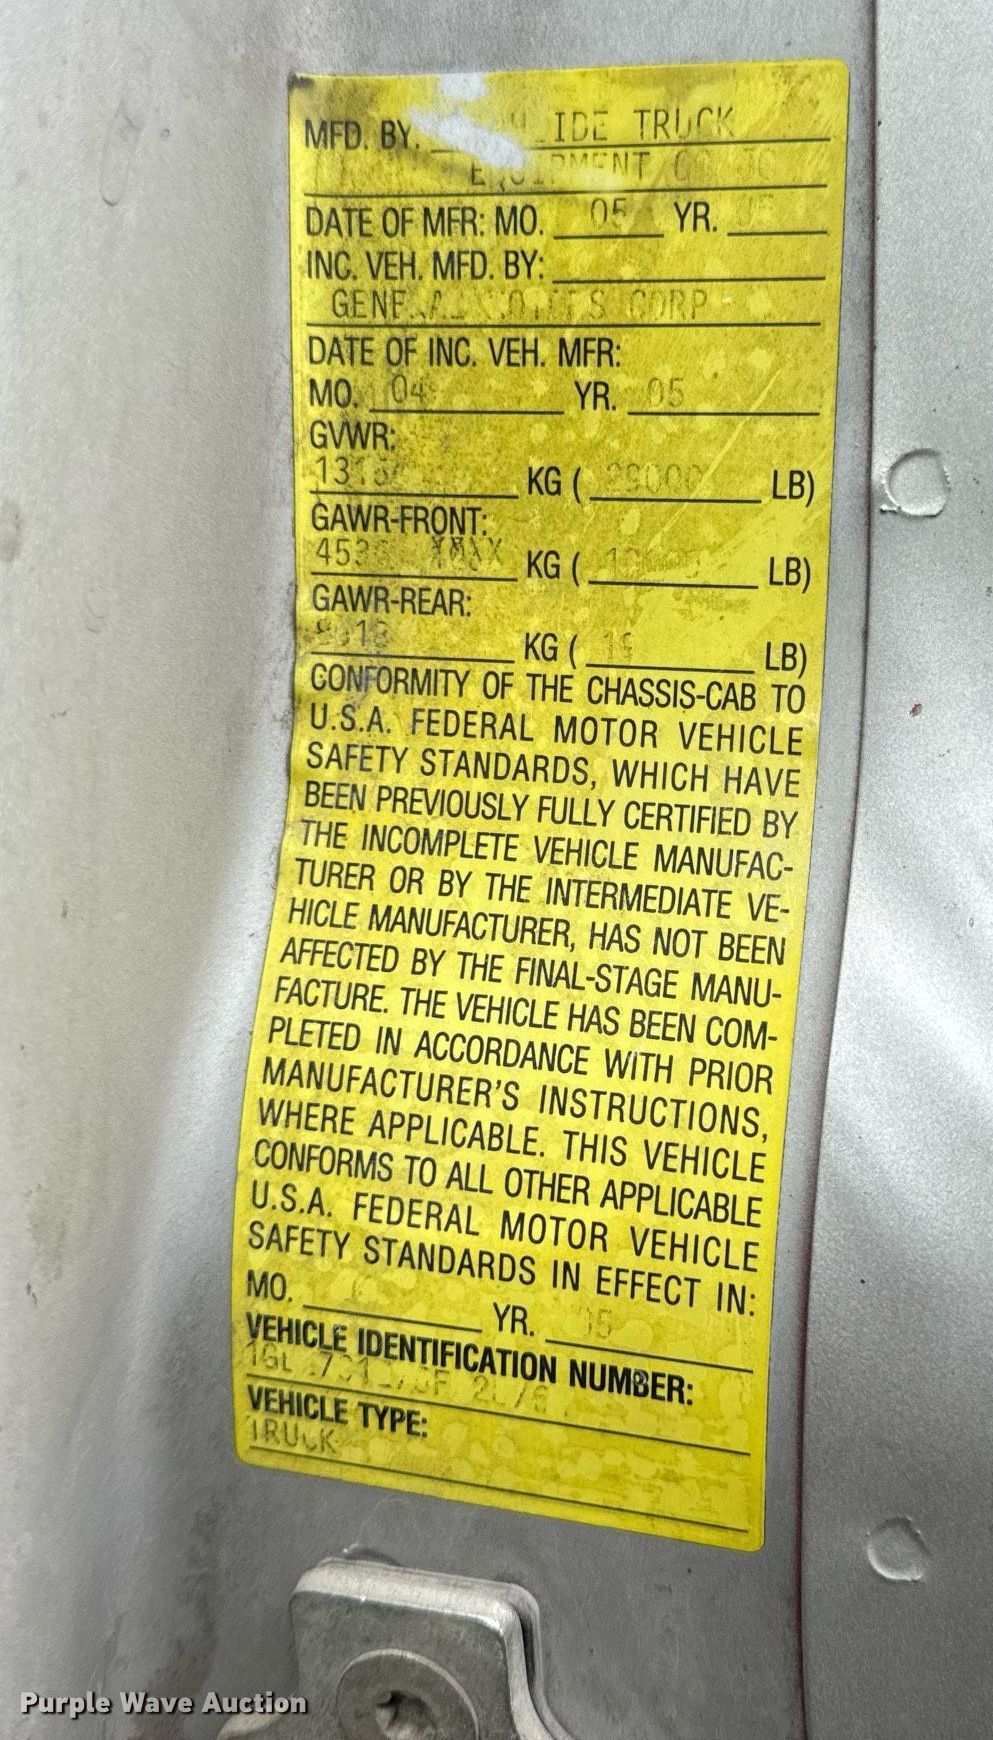 MFD. BY. TRUCK
DATE OF MFR: MO. 05 YR.
INC. VEH. MFD. BY:
CORP
DATE OF INC. VEH. MFR:
MO. 04 YR. 05
GVWR:
KG ( 29000 LB)
GAWR-FRONT:
KG ( LB)
GAWR-REAR:
KG ( LB)
CONFORMITY OF THE CHASSIS-CAB TO
U.S.A. FEDERAL MOTOR VEHICLE
SAFETY STANDARDS, WHICH HAVE
BEEN PREVIOUSLY FULLY CERTIFIED BY
THE INCOMPLETE VEHICLE MANUFAC-
TURER OR BY THE INTERMEDIATE VE-
HICLE MANUFACTURER, HAS NOT BEEN
AFFECTED BY THE FINAL-STAGE MANU-
FACTURE. THE VEHICLE HAS BEEN COM-
PLETED IN ACCORDANCE WITH PRIOR
MANUFACTURER'S INSTRUCTIONS,
WHERE APPLICABLE. THIS VEHICLE
CONFORMS TO ALL OTHER APPLICABLE
U.S.A. FEDERAL MOTOR VEHICLE
SAFETY STANDARDS IN EFFECT IN:
MO. YR. 05
VEHICLE IDENTIFICATION NUMBER:
VEHICLE TYPE:
TRUCK
Purple Wave Auction